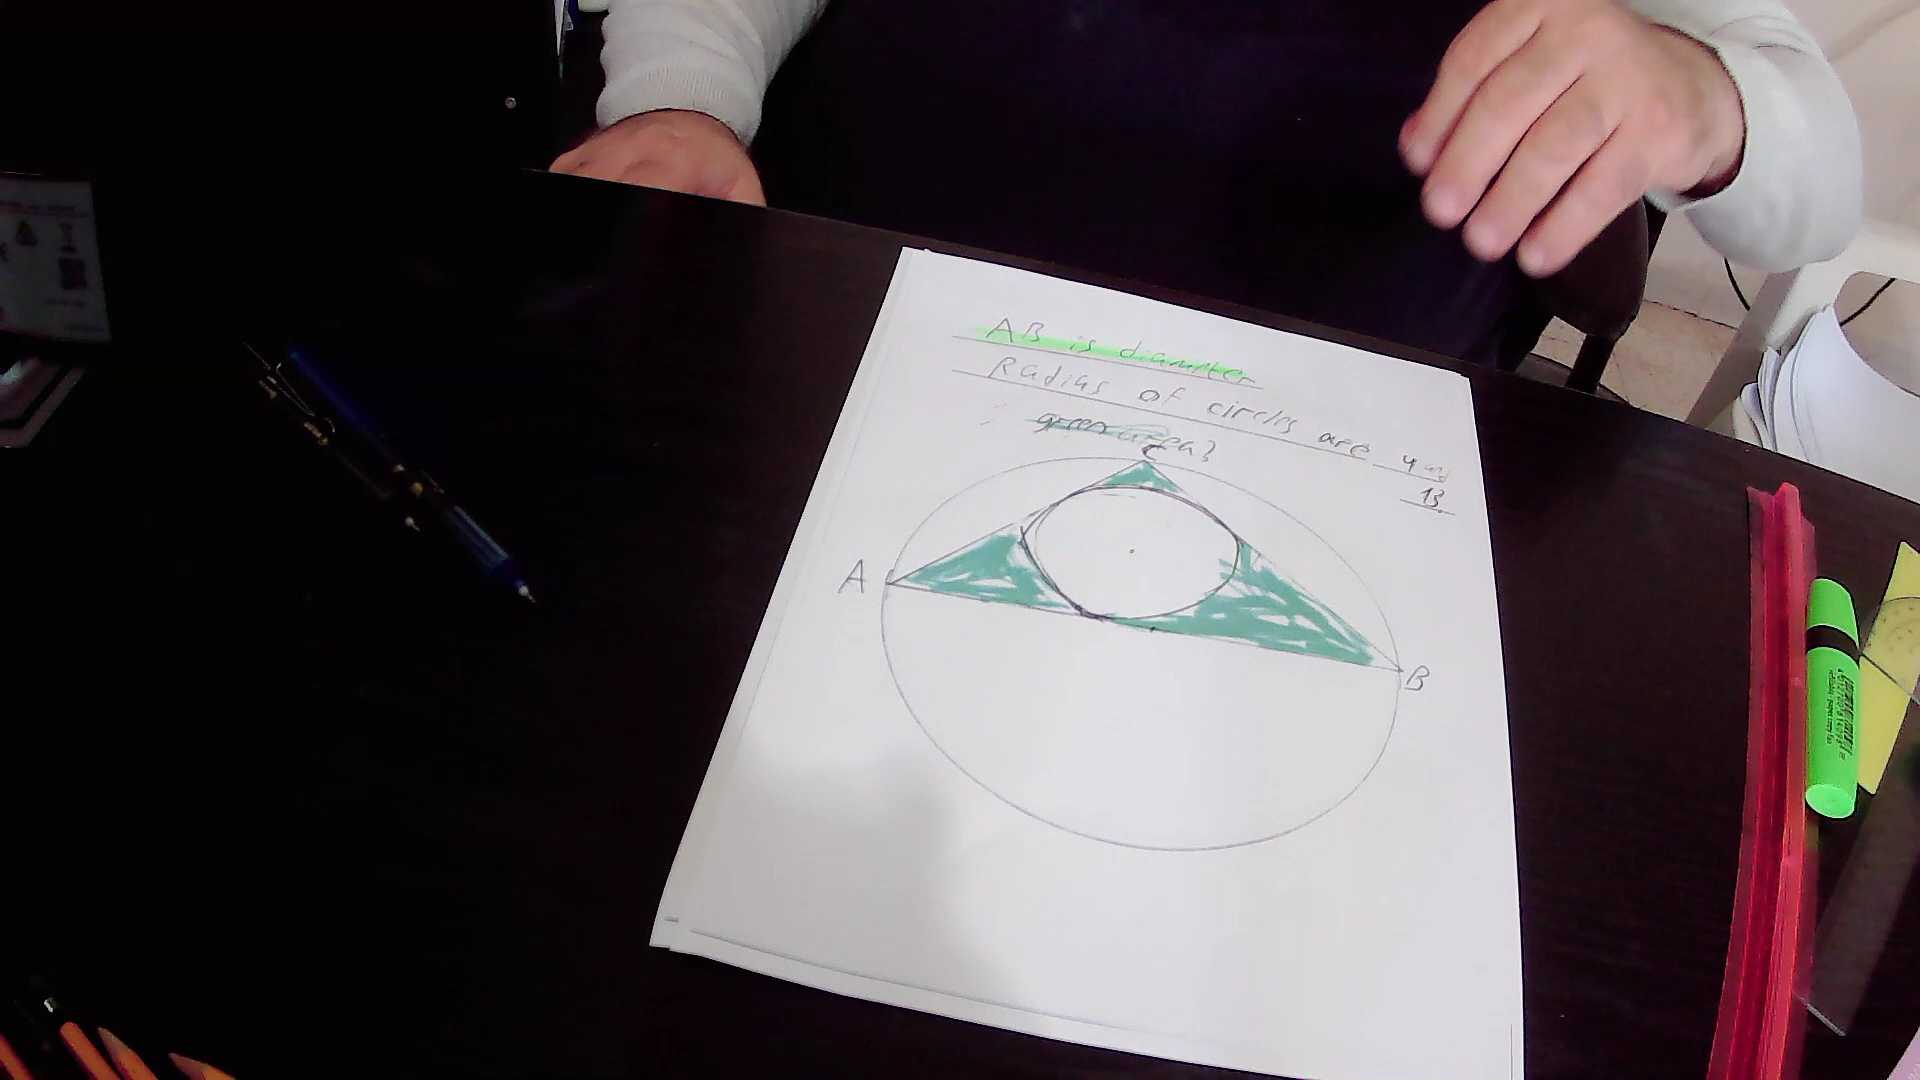 AB is diameter
Radius of circles are 4 and
13.
green area?
C
A
B